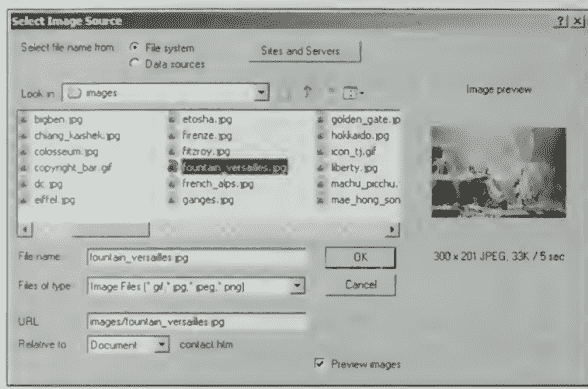 Select Image Source
Select file name from: File system
Data sources
Sites and Servers
Look in: images
Image preview
bigben.jpg
chiang_kaishek.jpg
colosseum.jpg
copyright_bar.gif
dc.jpg
eiffel.jpg
etosha.jpg
firenze.jpg
fitzroy.jpg
fountain_versailles.jpg
french_alps.jpg
ganges.jpg
golden_gate.jp
hokkaido.jpg
icon_tj.gif
liberty.jpg
machu_picchu.
mae_hong_son
300 x 201 JPEG, 33K / 5 sec
File name: fountain_versailles.jpg
OK
Files of type: Image Files (*.gif,*.jpg,*.jpeg,*.png)
Cancel
URL: images/fountain_versailles.jpg
Relative to: Document contact.htm
Preview images